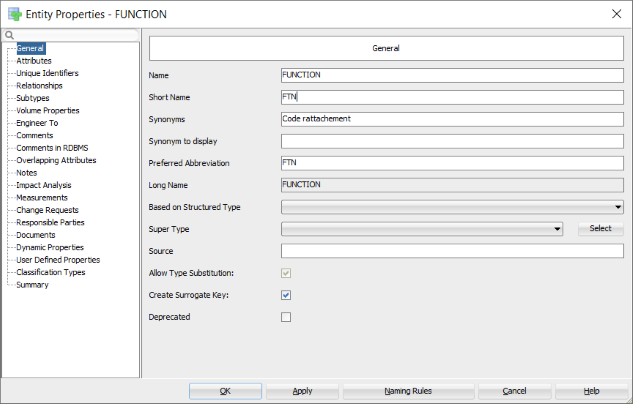 Entity Properties - FUNCTION
General
Attributes
Unique Identifiers
Relationships
Subtypes
Volume Properties
Engineer To
Comments
Comments in RDBMS
Overlapping Attributes
Notes
Impact Analysis
Measurements
Change Requests
Responsible Parties
Documents
Dynamic Properties
User Defined Properties
Classification Types
Summary
General
Name FUNCTION
Short Name FTN
Synonyms Code rattachement
Synonym to display
Preferred Abbreviation FTN
Long Name FUNCTION
Based on Structured Type
Super Type Select
Source
Allow Type Substitution:
Create Surrogate Key:
Deprecated
OK Apply Naming Rules Cancel Help